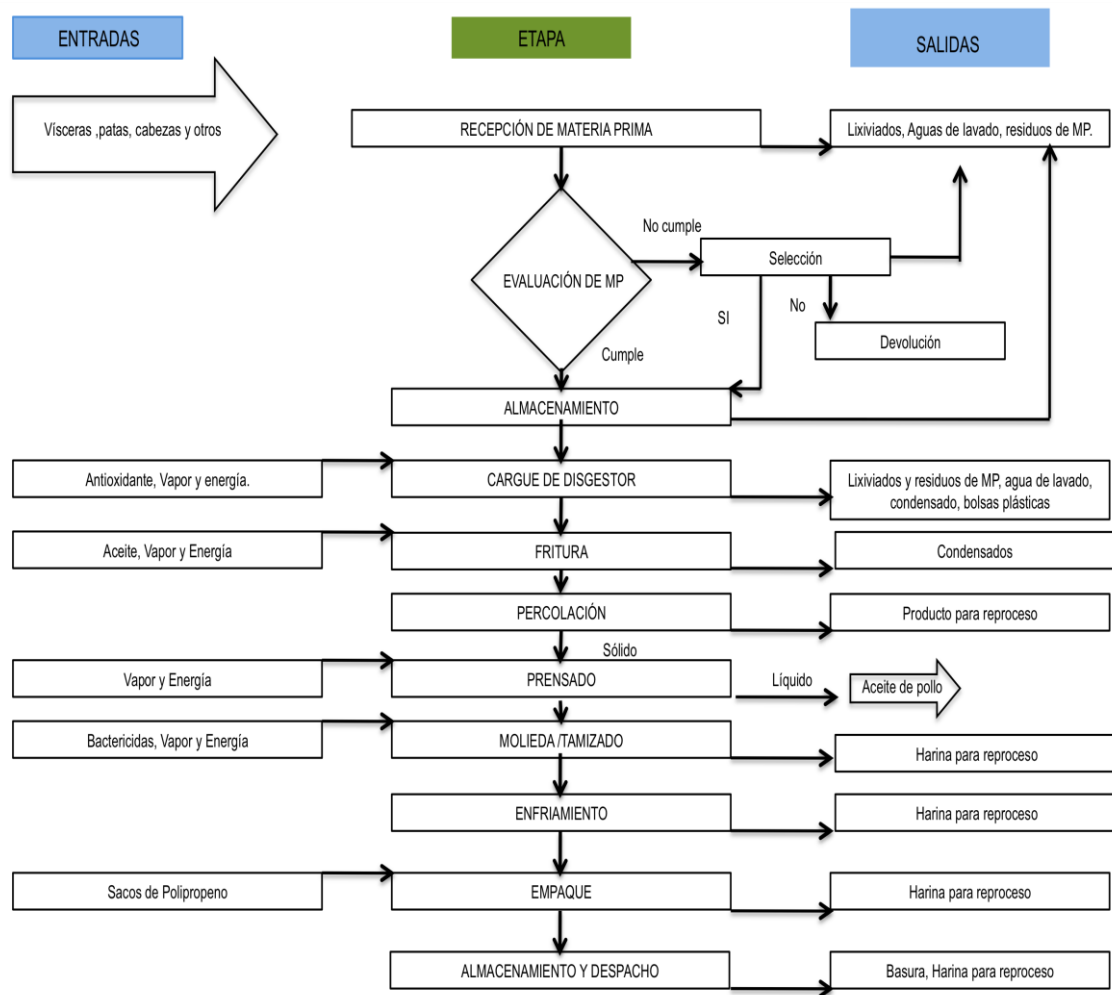 ENTRADAS
ETAPA
SALIDAS
Vísceras ,patas, cabezas y otros
RECEPCIÓN DE MATERIA PRIMA
Lixiviados, Aguas de lavado, residuos de MP.
No cumple
Selección
EVALUACIÓN DE MP
SI
No
Devolución
Cumple
ALMACENAMIENTO
Antioxidante, Vapor y energía.
CARGUE DE DISGESTOR
Lixiviados y residuos de MP, agua de lavado,
condensado, bolsas plásticas
Aceite, Vapor y Energía
FRITURA
Condensados
PERCOLACIÓN
Producto para reproceso
Sólido
Vapor y Energía
PRENSADO
Líquido
Aceite de pollo
Bactericidas, Vapor y Energía
MOLIEDA /TAMIZADO
Harina para reproceso
ENFRIAMIENTO
Harina para reproceso
Sacos de Polipropeno
EMPAQUE
Harina para reproceso
ALMACENAMIENTO Y DESPACHO
Basura, Harina para reproceso